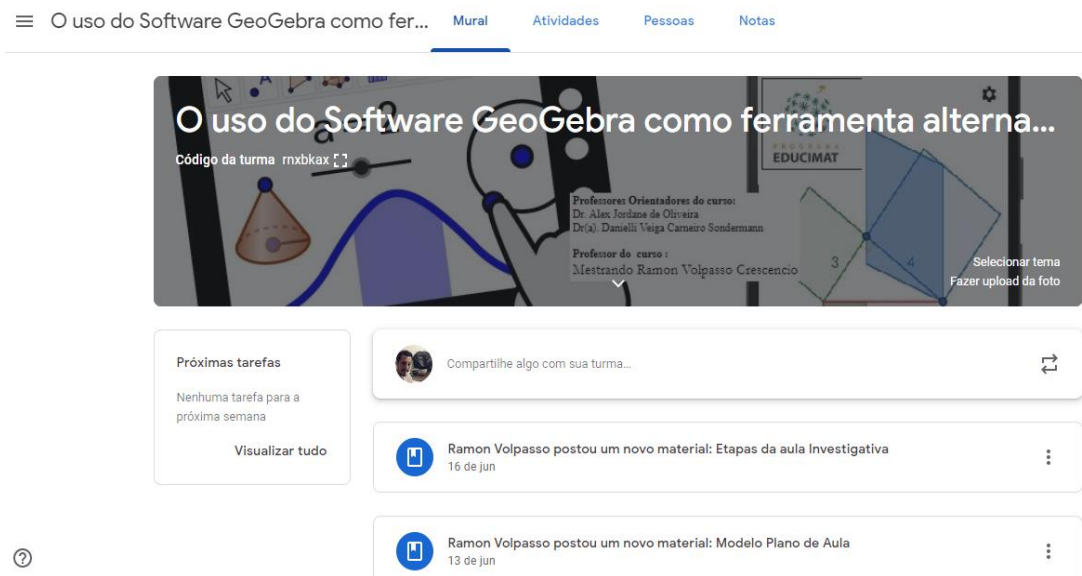 O uso do Software GeoGebra como fer...
Mural
Atividades
Pessoas
Notas
O uso do Software GeoGebra como ferramenta alterna...
Código da turma rnxbkax
a = 2
PROGRAMA
EDUCIMAT
Professores Orientadores do curso:
Dr. Alex Jordane de Oliveira
Dr(a). Danielli Veiga Carneiro Sondermann
Professor do curso :
Mestrando Ramon Volpasso Crescencio
3
4
Selecionar tema
Fazer upload da foto
Próximas tarefas
Nenhuma tarefa para a
próxima semana
Visualizar tudo
Compartilhe algo com sua turma...
Ramon Volpasso postou um novo material: Etapas da aula Investigativa
16 de jun
Ramon Volpasso postou um novo material: Modelo Plano de Aula
13 de jun